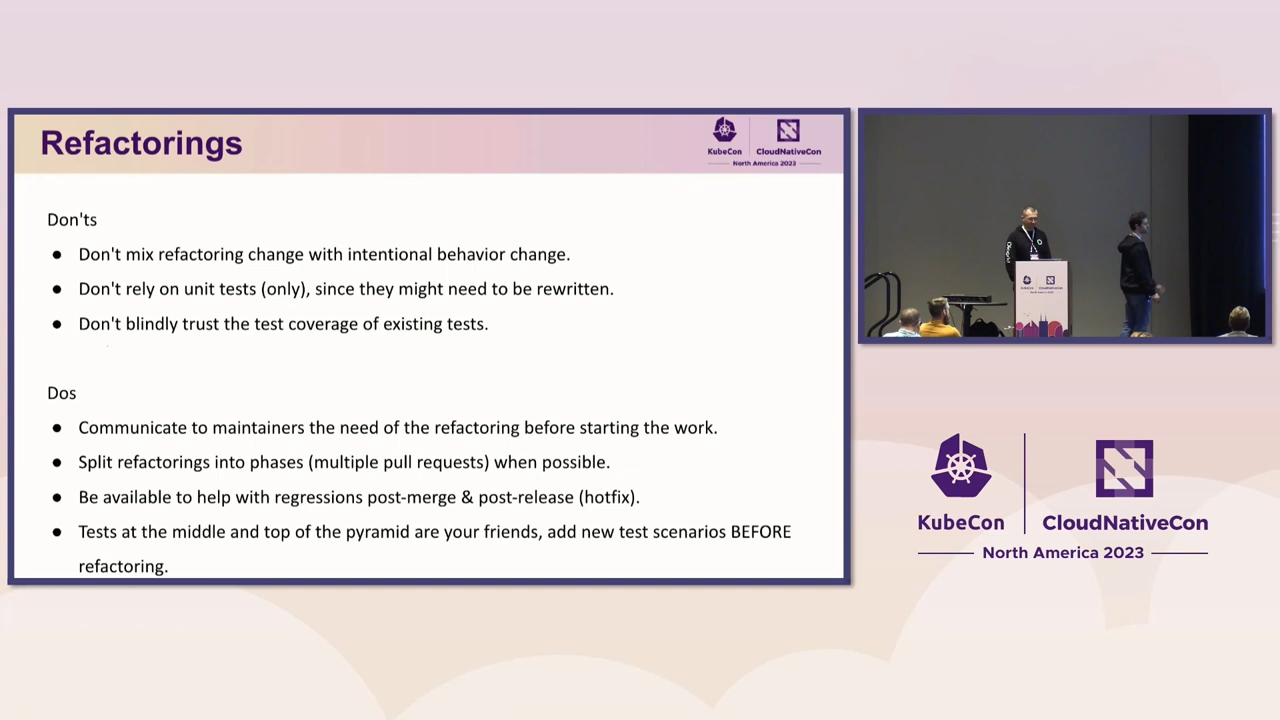 Refactorings
KubeCon
CloudNativeCon
North America 2023
Don'ts
● Don't mix refactoring change with intentional behavior change.
● Don't rely on unit tests (only), since they might need to be rewritten.
● Don't blindly trust the test coverage of existing tests.
Dos
● Communicate to maintainers the need of the refactoring before starting the work.
● Split refactorings into phases (multiple pull requests) when possible.
● Be available to help with regressions post-merge & post-release (hotfix).
● Tests at the middle and top of the pyramid are your friends, add new test scenarios BEFORE
refactoring.
KubeCon
CloudNativeCon
North America 2023